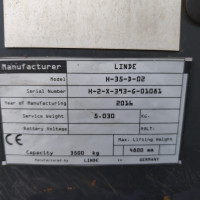 Manufacturer LINDE
Model H-35-D-02
Serial Number H-2-X-393-G-01081
Year of Manufacturing 2016
Service Weight 5.030 KG.
Battery Voltage VOLT.
Max. Lifting Height
Capacity 3500 kg 4800 mm
Manufactured by LINDE in GERMANY